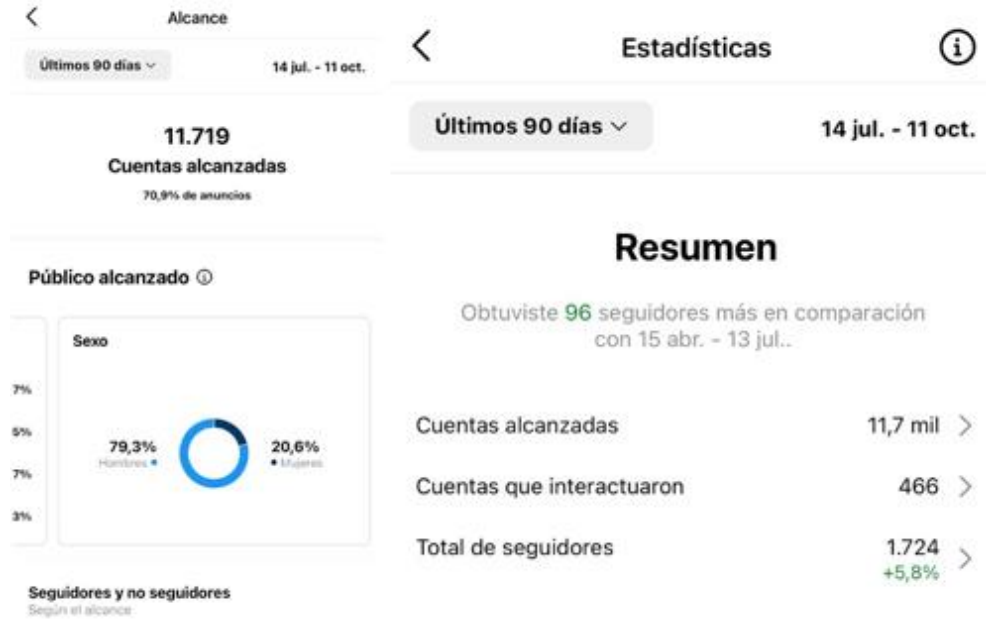 Alcance
Últimos 90 días
14 jul. - 11 oct.
11.719
Cuentas alcanzadas
70,9% de anuncios
Público alcanzado
Sexo
7%
5%
7%
3%
79,3%
Hombres
20,6%
Mujeres
Seguidores y no seguidores
Según el alcance
Estadísticas
Últimos 90 días
14 jul. - 11 oct.
Resumen
Obtuviste 96 seguidores más en comparación
con 15 abr. - 13 jul..
Cuentas alcanzadas 11,7 mil
Cuentas que interactuaron 466
Total de seguidores 1.724
+5,8%